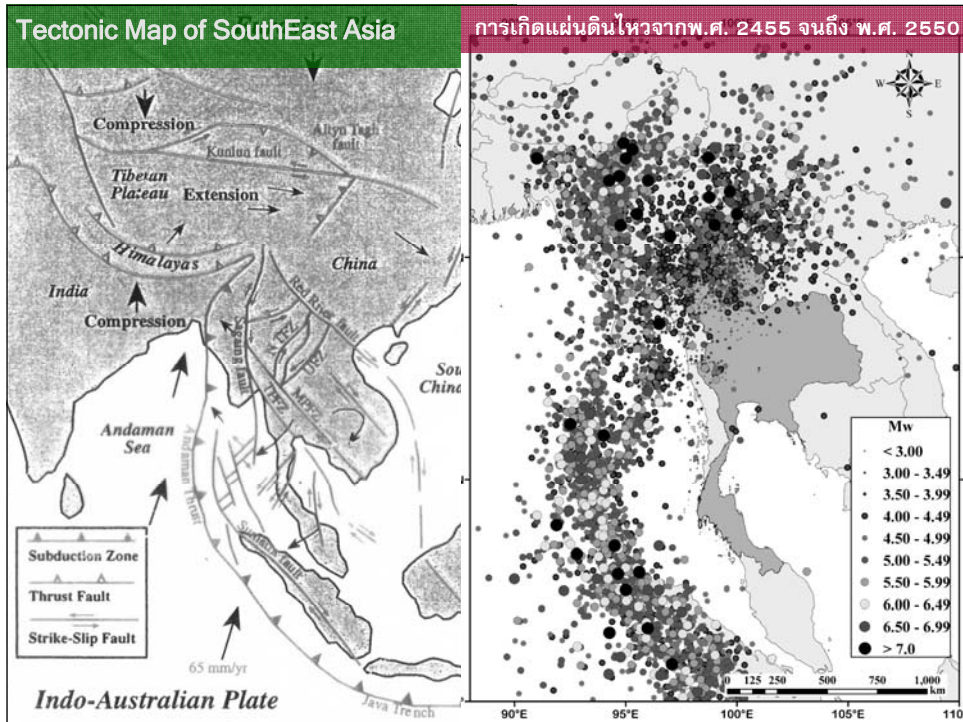 Tectonic Map of SouthEast Asia
Compression
Altyn Tagh
fault
Kunlun fault
Tibetan
Plateau
Extension
Himalayas
China
India
Compression
Red River fault
Sagaing fault
Andaman
Sea
Andaman Thrust
Sumatra fault
Subduction Zone
Thrust Fault
Strike-Slip Fault
65 mm/yr
Indo-Australian Plate
Java Trench
การเกิดแผ่นดินไหวจากพ.ศ. 2455 จนถึง พ.ศ. 2550
N
W E
S
Mw
< 3.00
3.00 - 3.49
3.50 - 3.99
4.00 - 4.49
4.50 - 4.99
5.00 - 5.49
5.50 - 5.99
6.00 - 6.49
6.50 - 6.99
> 7.0
0 125 250 500 750 1,000
km
90°E 95°E 100°E 105°E 110